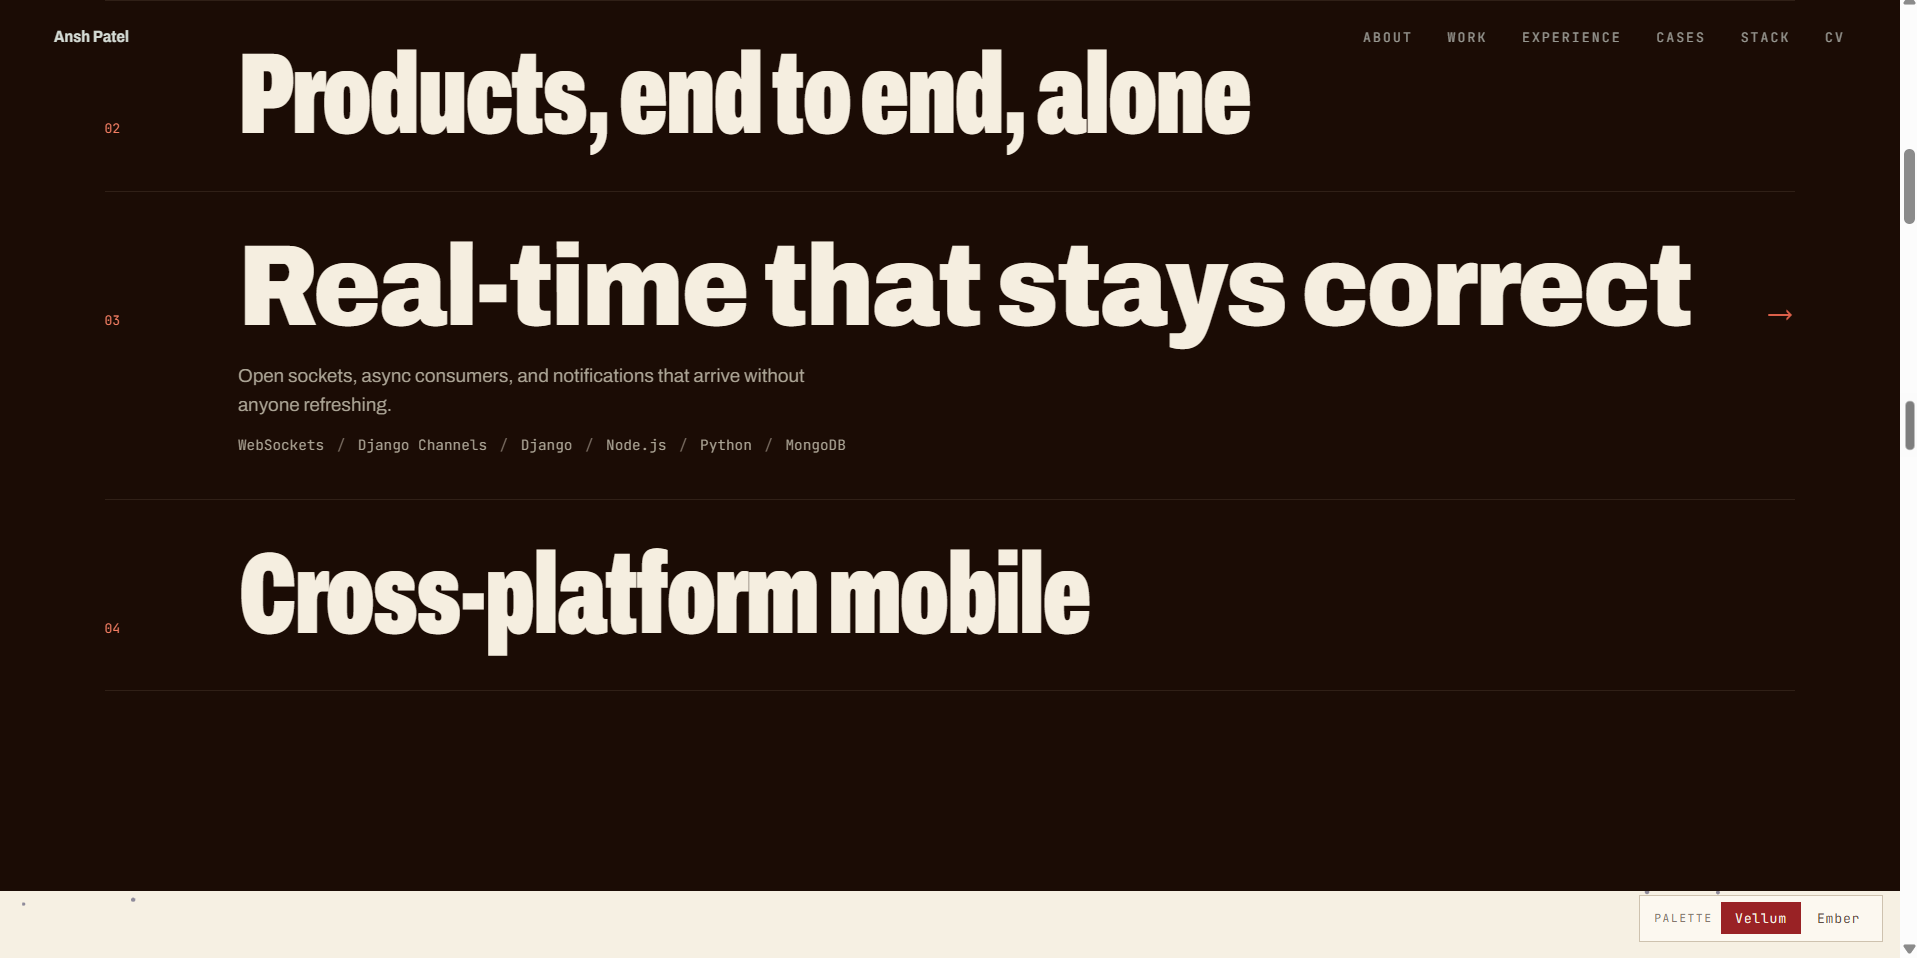 Ansh Patel
ABOUT WORK EXPERIENCE CASES STACK CV
02
Products, end to end, alone
03
Real-time that stays correct
→
Open sockets, async consumers, and notifications that arrive without
anyone refreshing.
WebSockets / Django Channels / Django / Node.js / Python / MongoDB
04
Cross-platform mobile
PALETTE Vellum Ember